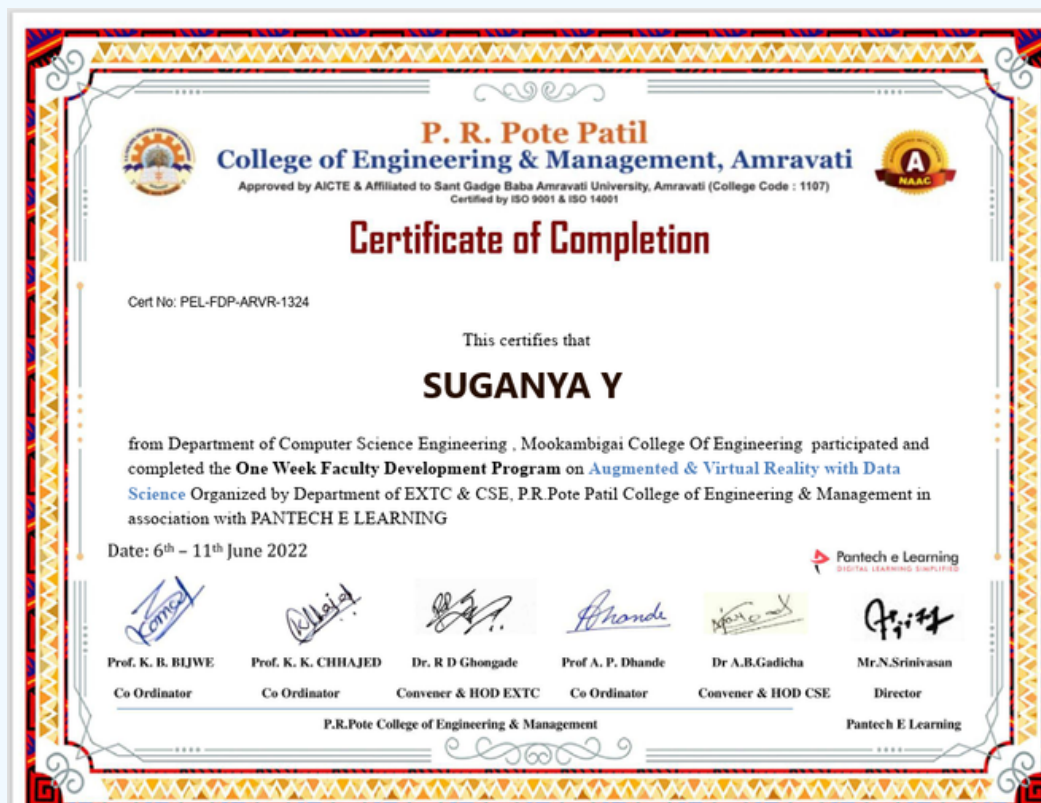 P. R. Pote Patil
College of Engineering & Management, Amravati
Approved by AICTE & Affiliated to Sant Gadge Baba Amravati University, Amravati (College Code : 1107)
Certified by ISO 9001 & ISO 14001
A
NAAC
Certificate of Completion
Cert No: PEL-FDP-ARVR-1324
This certifies that
SUGANYA Y
from Department of Computer Science Engineering , Mookambigai College Of Engineering participated and
completed the One Week Faculty Development Program on Augmented & Virtual Reality with Data
Science Organized by Department of EXTC & CSE, P.R.Pote Patil College of Engineering & Management in
association with PANTECH E LEARNING
Date: 6th – 11th June 2022
Pantech e Learning
DIGITAL LEARNING SIMPLIFIED
Prof. K. B. BIJWE Prof. K. K. CHHAJED Dr. R D Ghongade Prof A. P. Dhande Dr A.B.Gadicha Mr.N.Srinivasan
Co Ordinator Co Ordinator Convener & HOD EXTC Co Ordinator Convener & HOD CSE Director
P.R.Pote College of Engineering & Management Pantech E Learning